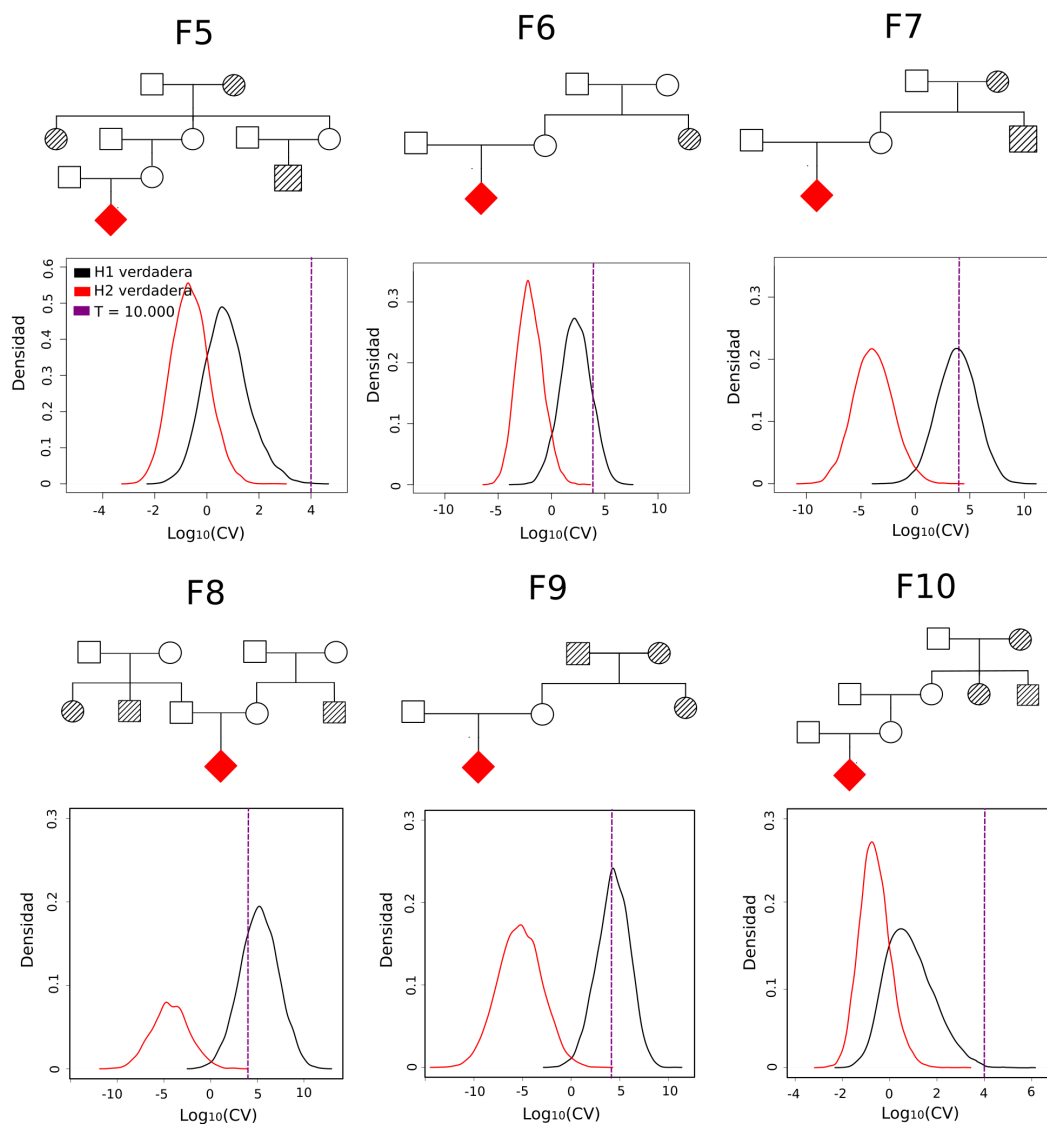 F5
F6
F7
H1 verdadera
H2 verdadera
T = 10.000
Densidad
0 0.1 0.2 0.3 0.4 0.5 0.6
-4 -2 0 2 4
Log10(CV)
Densidad
0 0.1 0.2 0.3
-10 -5 0 5 10
Log10(CV)
Densidad
0 0.1 0.2 0.3
-10 -5 0 5 10
Log10(CV)
F8
F9
F10
Densidad
0 0.1 0.2 0.3
-10 -5 0 5 10
Log10(CV)
Densidad
0 0.1 0.2 0.3
-10 -5 0 5 10
Log10(CV)
Densidad
0 0.1 0.2 0.3
-4 -2 0 2 4 6
Log10(CV)